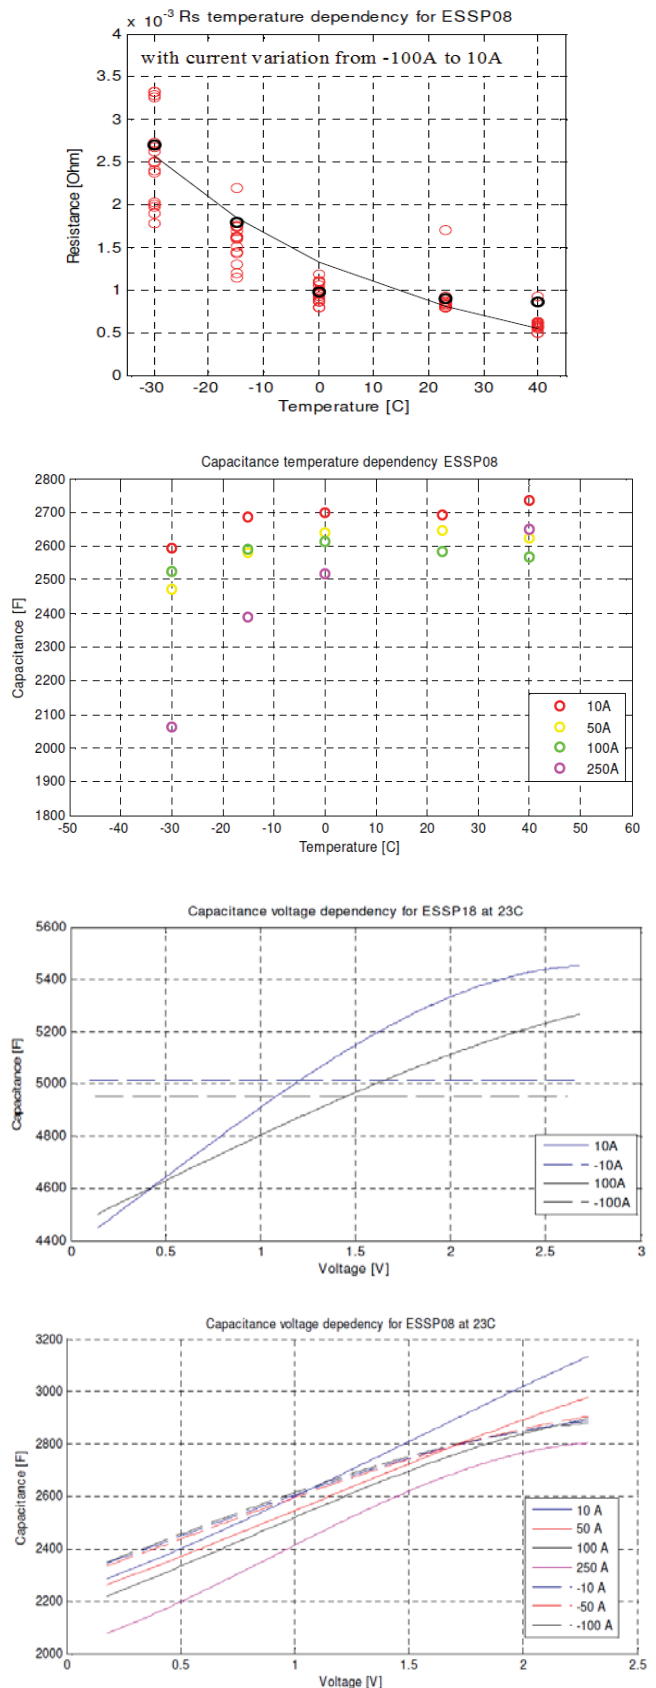 x 10⁻³ Rs temperature dependency for ESSP08
with current variation from -100A to 10A
4
3.5
3
2.5
2
1.5
1
0.5
0
Resistance [Ohm]
-30 -20 -10 0 10 20 30 40
Temperature [C]
Capacitance temperature dependency ESSP08
2800
2700
2600
2500
2400
2300
2200
2100
2000
1900
1800
Capacitance [F]
10A
50A
100A
250A
-50 -40 -30 -20 -10 0 10 20 30 40 50 60
Temperature [C]
Capacitance voltage dependency for ESSP18 at 23C
5600
5400
5200
5000
4800
4600
4400
Capacitance [F]
10A
-10A
100A
-100A
0 0.5 1 1.5 2 2.5 3
Voltage [V]
Capacitance voltage depedency for ESSP08 at 23C
3200
3000
2800
2600
2400
2200
2000
Capacitance [F]
10 A
50 A
100 A
250 A
-10 A
-50 A
-100 A
0 0.5 1 1.5 2 2.5
Voltage [V]